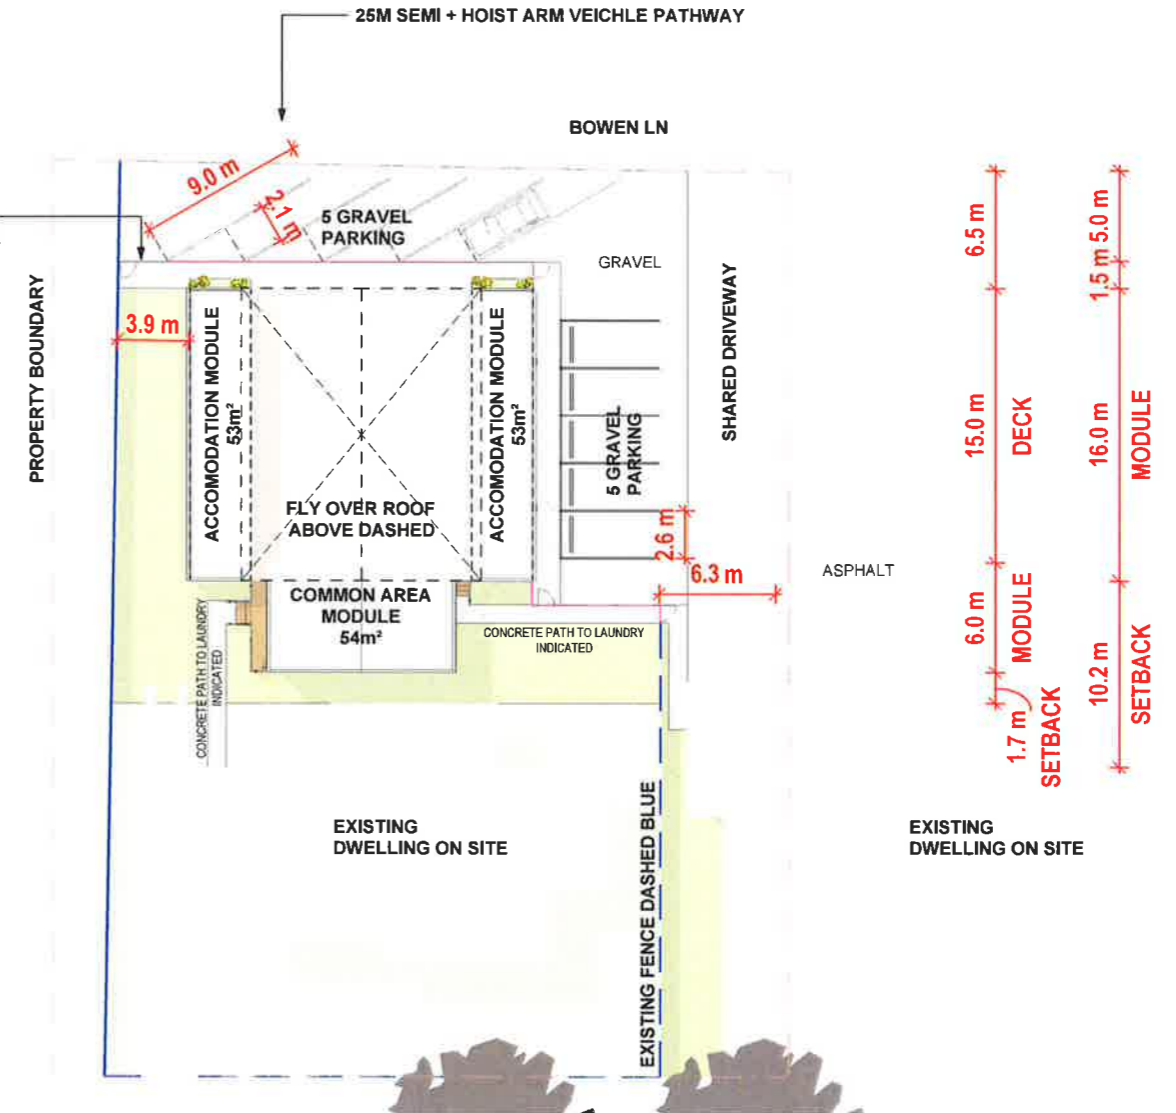 25M SEMI + HOIST ARM VEICHLE PATHWAY
BOWEN LN
9.0 m
2.1 m
5 GRAVEL
PARKING
GRAVEL
6.5 m
5.0 m
1.5 m
PROPERTY BOUNDARY
3.9 m
ACCOMODATION MODULE
53m²
ACCOMODATION MODULE
53m²
FLY OVER ROOF
ABOVE DASHED
5 GRAVEL
PARKING
SHARED DRIVEWAY
15.0 m
DECK
16.0 m
MODULE
2.6 m
6.3 m
ASPHALT
COMMON AREA
MODULE
54m²
CONCRETE PATH TO LAUNDRY
INDICATED
CONCRETE PATH TO LAUNDRY
INDICATED
6.0 m
MODULE
10.2 m
SETBACK
1.7 m
SETBACK
EXISTING
DWELLING ON SITE
EXISTING FENCE DASHED BLUE
EXISTING
DWELLING ON SITE